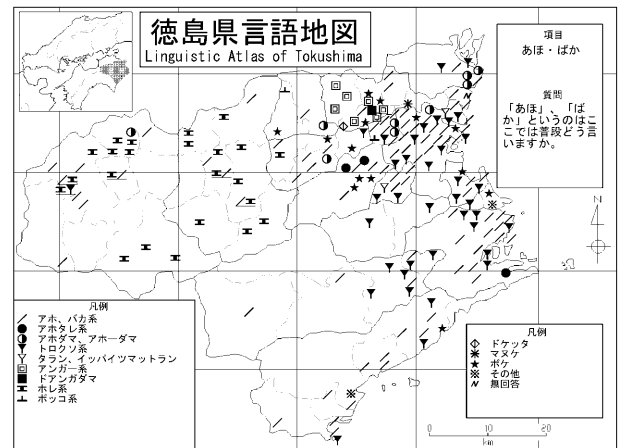 徳島県言語地図
Linguistic Atlas of Tokushima
項目
あほ・ばか
質問
「あほ」、「ば
か」というのはこ
こでは普段どう言
いますか。
N
凡例
アホ、バカ系
アホタレ系
アホダマ、アホーダマ
トロクソ系
タラン、イッパイツマットラン
アンガー系
ドアンガダマ
ホレ系
ボッコ系
凡例
ドケッタ
マヌケ
ボケ
その他
無回答
0 10 20
km